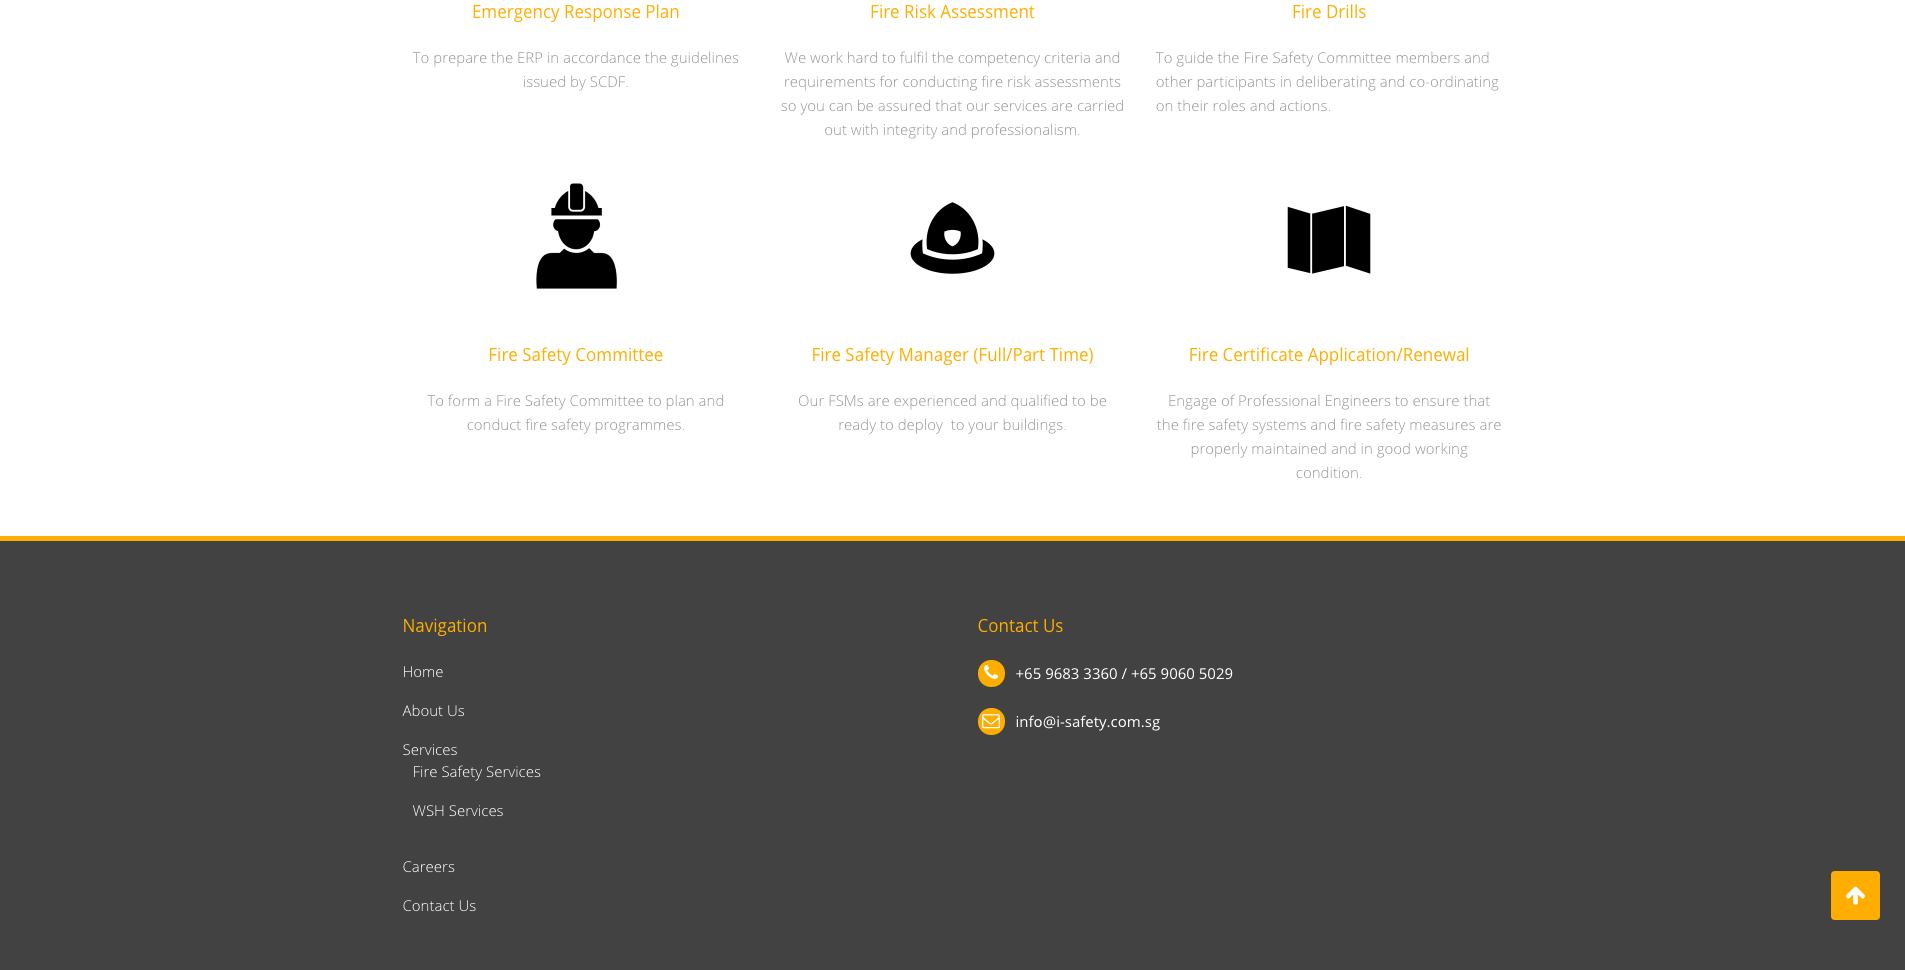 Emergency Response Plan
To prepare the ERP in accordance the guidelines
issued by SCDF.
Fire Risk Assessment
We work hard to fulfil the competency criteria and
requirements for conducting fire risk assessments
so you can be assured that our services are carried
out with integrity and professionalism.
Fire Drills
To guide the Fire Safety Committee members and
other participants in deliberating and co-ordinating
on their roles and actions.
Fire Safety Committee
To form a Fire Safety Committee to plan and
conduct fire safety programmes.
Fire Safety Manager (Full/Part Time)
Our FSMs are experienced and qualified to be
ready to deploy  to your buildings.
Fire Certificate Application/Renewal
Engage of Professional Engineers to ensure that
the fire safety systems and fire safety measures are
properly maintained and in good working
condition.
Navigation
Home
About Us
Services
Fire Safety Services
WSH Services
Careers
Contact Us
Contact Us
+65 9683 3360 / +65 9060 5029
info@i-safety.com.sg